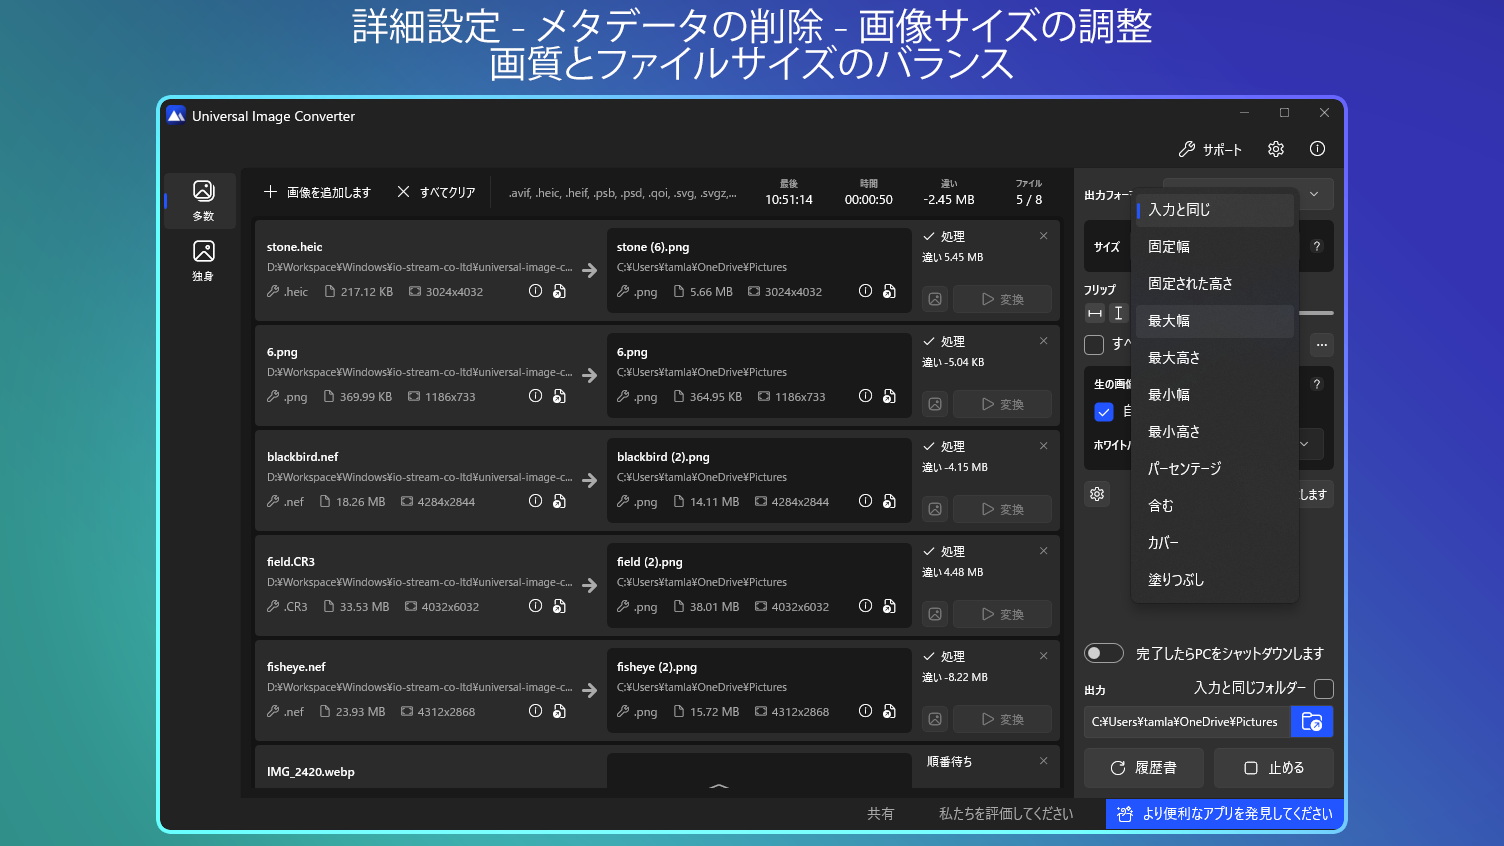 詳細設定 - メタデータの削除 - 画像サイズの調整
画質とファイルサイズのバランス
Universal Image Converter
サポート
多数
独身
画像を追加します
すべてクリア
.avif, .heic, .heif, .psb, .psd, .qoi, .svg, .svgz,...
最後
10:51:14
時間
00:00:50
違い
-2.45 MB
ファイル
5 / 8
stone.heic
D:¥Workspace¥Windows¥io-stream-co-ltd¥universal-image-c...
.heic 217.12 KB 3024x4032
stone (6).png
C:¥Users¥tamla¥OneDrive¥Pictures
.png 5.66 MB 3024x4032
処理
違い 5.45 MB
変換
6.png
D:¥Workspace¥Windows¥io-stream-co-ltd¥universal-image-c...
.png 369.99 KB 1186x733
6.png
C:¥Users¥tamla¥OneDrive¥Pictures
.png 364.95 KB 1186x733
処理
違い -5.04 KB
変換
blackbird.nef
D:¥Workspace¥Windows¥io-stream-co-ltd¥universal-image-c...
.nef 18.26 MB 4284x2844
blackbird (2).png
C:¥Users¥tamla¥OneDrive¥Pictures
.png 14.11 MB 4284x2844
処理
違い -4.15 MB
変換
field.CR3
D:¥Workspace¥Windows¥io-stream-co-ltd¥universal-image-c...
.CR3 33.53 MB 4032x6032
field (2).png
C:¥Users¥tamla¥OneDrive¥Pictures
.png 38.01 MB 4032x6032
処理
違い 4.48 MB
変換
fisheye.nef
D:¥Workspace¥Windows¥io-stream-co-ltd¥universal-image-c...
.nef 23.93 MB 4312x2868
fisheye (2).png
C:¥Users¥tamla¥OneDrive¥Pictures
.png 15.72 MB 4312x2868
処理
違い -8.22 MB
変換
IMG_2420.webp
順番待ち
出力フォー
サイズ
?
フリップ
すべ
...
生の画像
?
自
ホワイトバ
します
入力と同じ
固定幅
固定された高さ
最大幅
最大高さ
最小幅
最小高さ
パーセンテージ
含む
カバー
塗りつぶし
完了したらPCをシャットダウンします
出力
入力と同じフォルダー
C:¥Users¥tamla¥OneDrive¥Pictures
履歴書
止める
共有
私たちを評価してください
より便利なアプリを発見してください